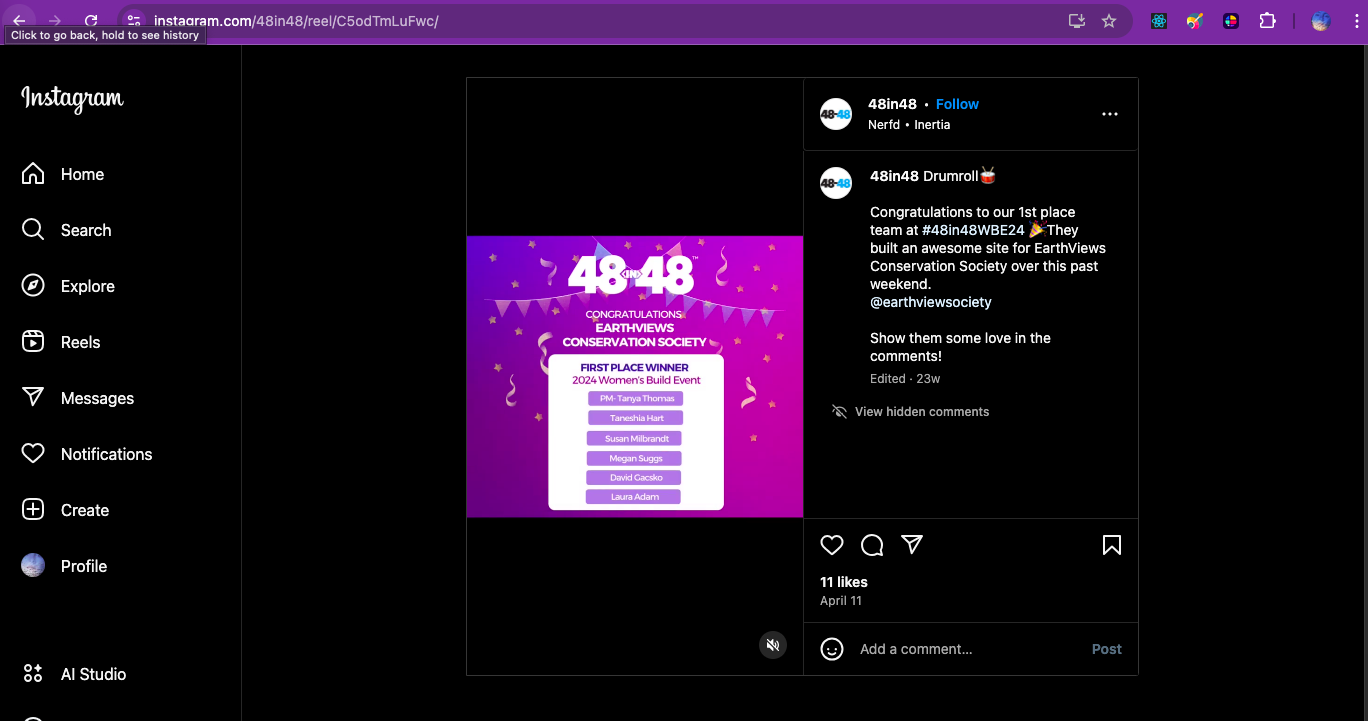 instagram.com/48in48/reel/C5odTmLuFwc/
Click to go back, hold to see history
Instagram
Home
Search
Explore
Reels
Messages
Notifications
Create
Profile
AI Studio
48 IN 48™
CONGRATULATIONS
EARTHVIEWS
CONSERVATION SOCIETY
FIRST PLACE WINNER
2024 Women's Build Event
PM- Tanya Thomas
Taneshia Hart
Susan Milbrandt
Megan Suggs
David Gacsko
Laura Adam
48in48 • Follow
Nerfd • Inertia
48in48 Drumroll🥁
Congratulations to our 1st place
team at #48in48WBE24 🎉They
built an awesome site for EarthViews
Conservation Society over this past
weekend.
@earthviewsociety
Show them some love in the
comments!
Edited · 23w
View hidden comments
11 likes
April 11
Add a comment...
Post